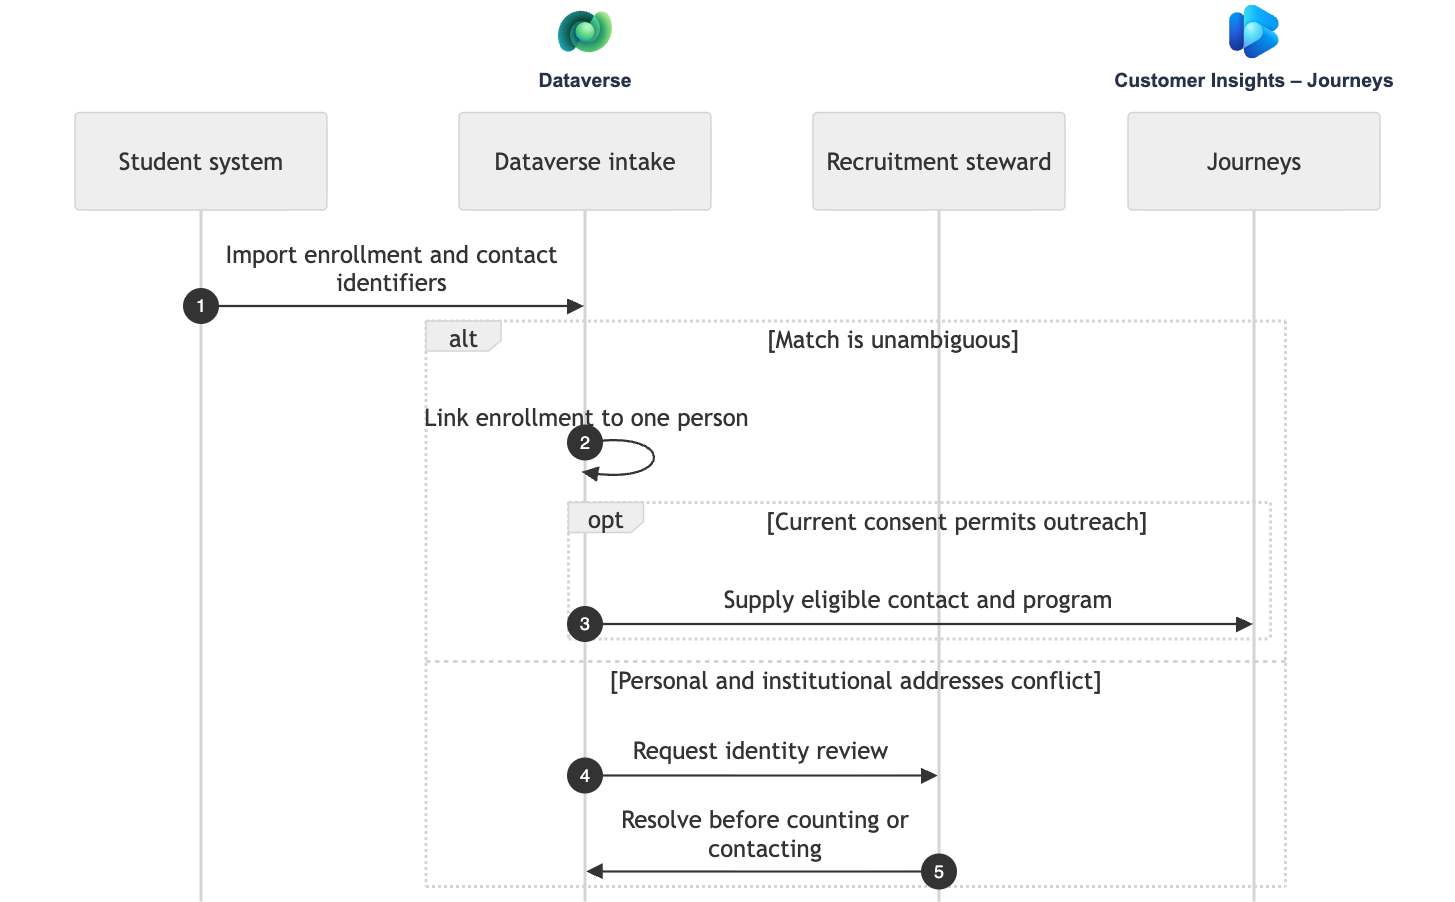 Dataverse
Customer Insights – Journeys
Student system
Dataverse intake
Recruitment steward
Journeys
Import enrollment and contact
identifiers
1
alt
[Match is unambiguous]
Link enrollment to one person
2
opt
[Current consent permits outreach]
Supply eligible contact and program
3
[Personal and institutional addresses conflict]
Request identity review
4
Resolve before counting or
contacting
5